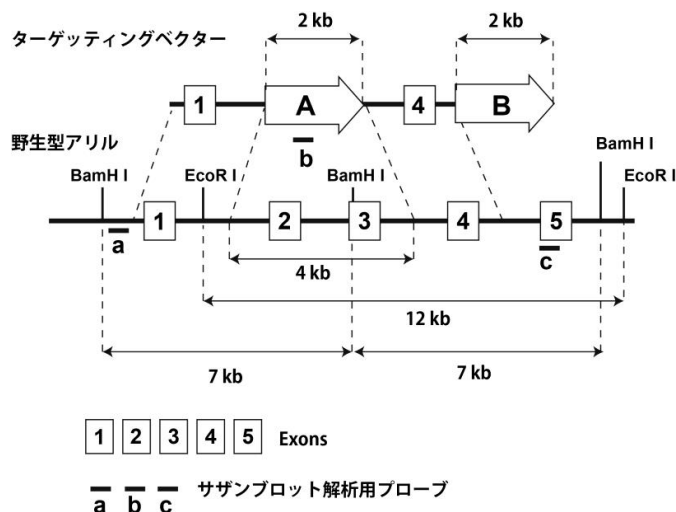 2 kb 2 kb
ターゲッティングベクター
1 A 4 B
b
野生型アリル
BamH I
BamH I EcoR I BamH I EcoR I
1 2 3 4 5
a c
4 kb
12 kb
7 kb 7 kb
1 2 3 4 5 Exons
a b c サザンブロット解析用プローブ